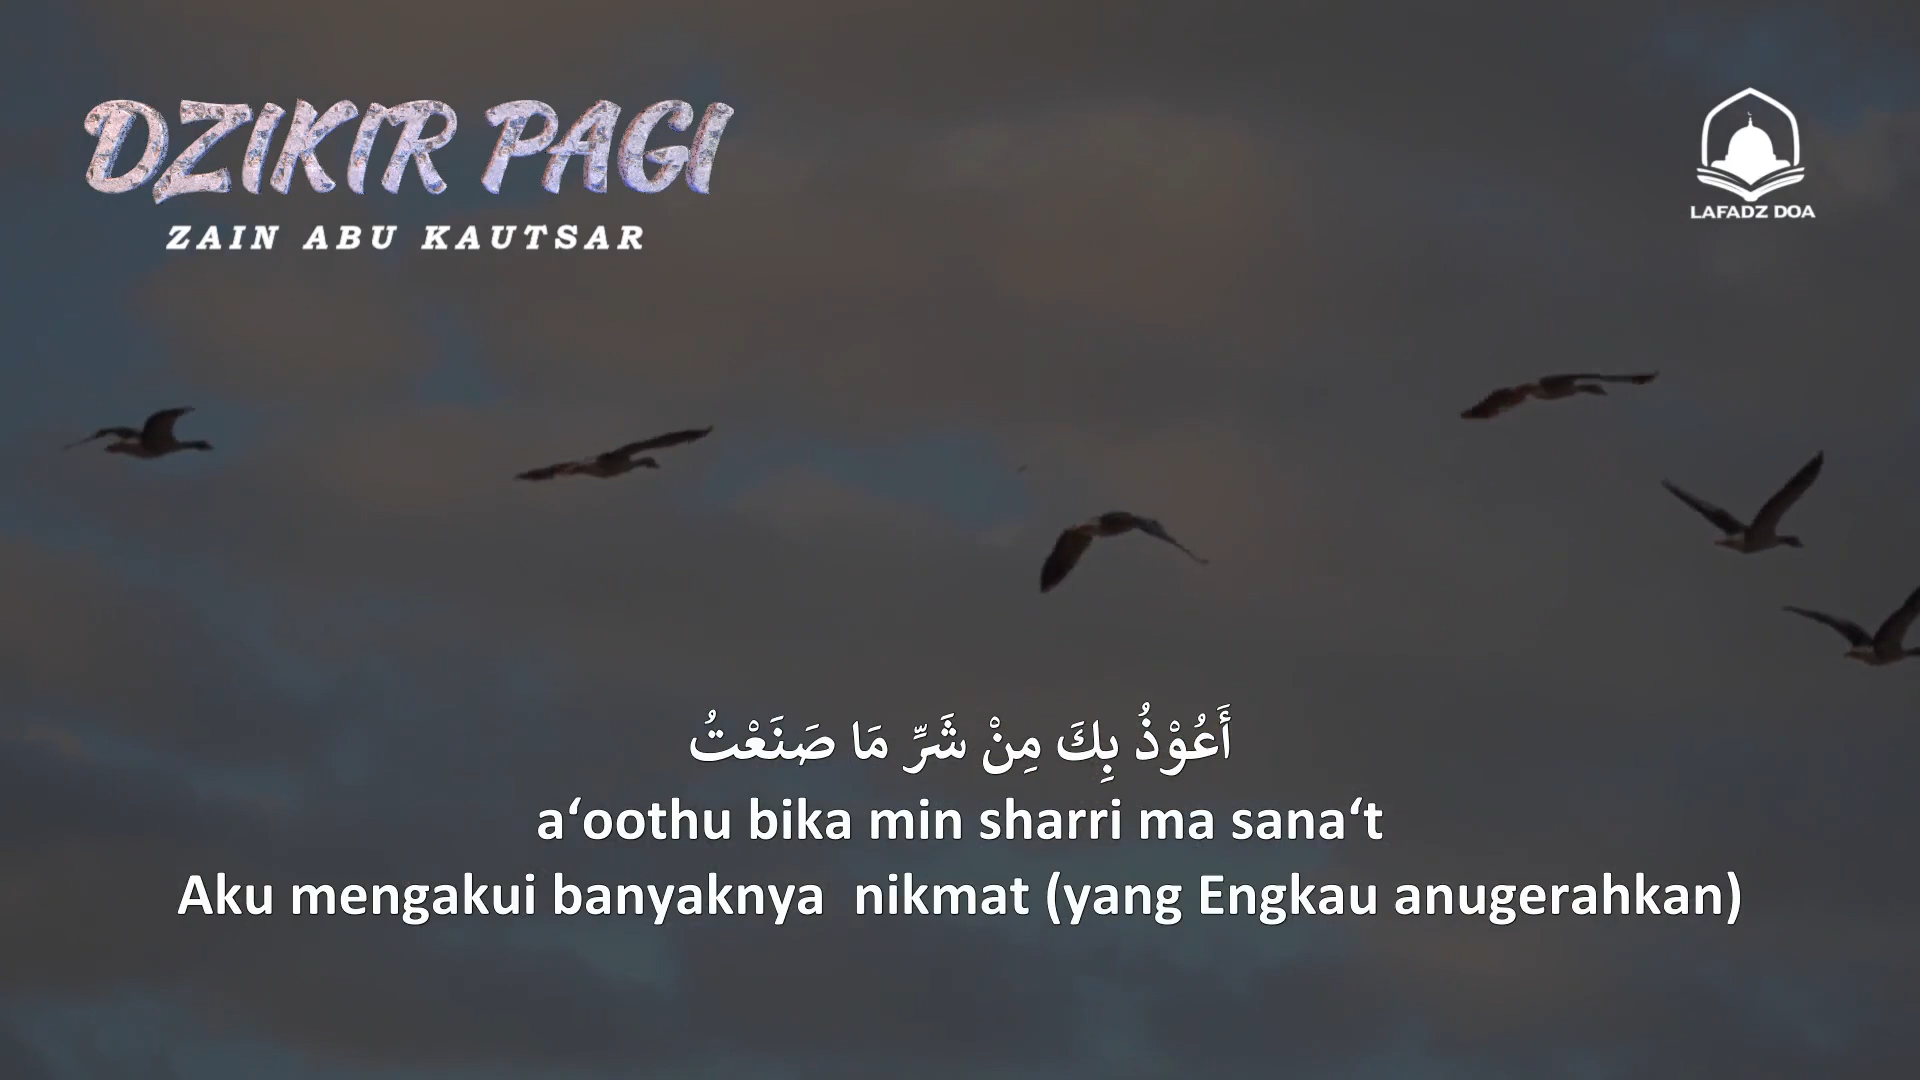 DZIKIR PAGI
ZAIN ABU KAUTSAR
LAFADZ DOA
أَعُوْذُ بِكَ مِنْ شَرِّ مَا صَنَعْتُ
a‘oothu bika min sharri ma sana‘t
Aku mengakui banyaknya  nikmat (yang Engkau anugerahkan)